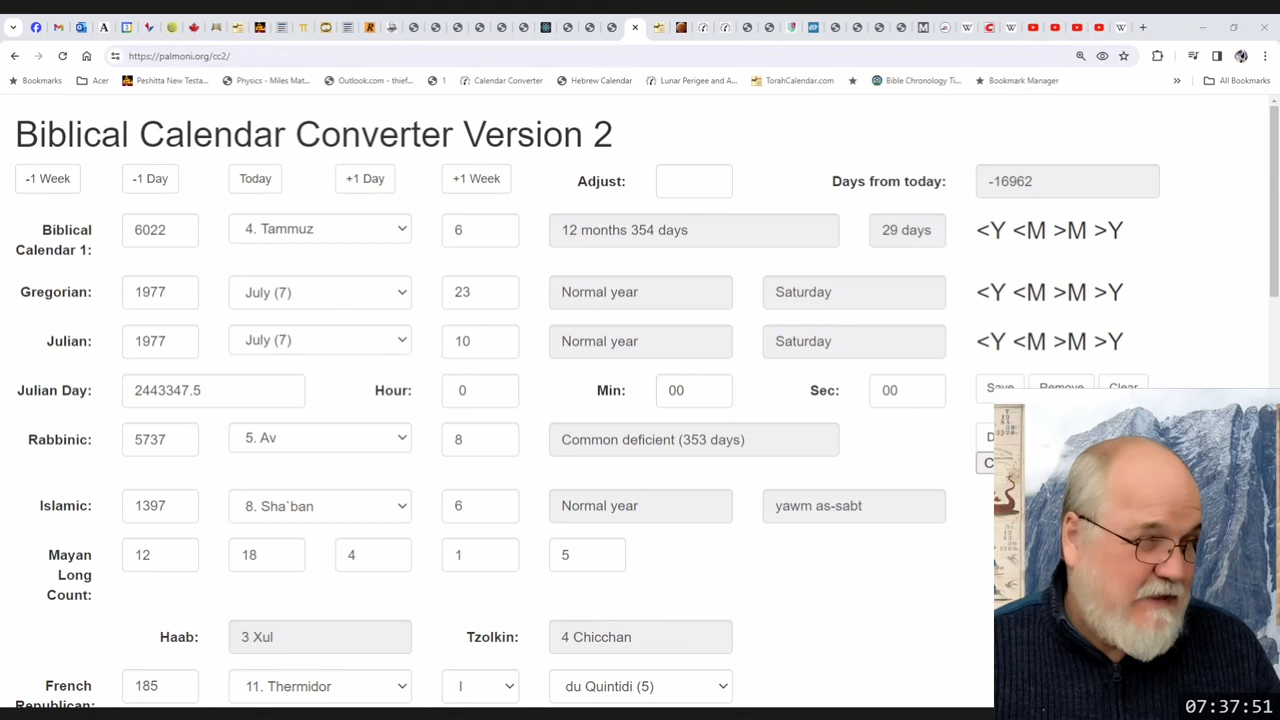 https://palmoni.org/cc2/
Bookmarks Acer Peshitta New Testa... Physics - Miles Mat... Outlook.com - thief... 1 Calendar Converter Hebrew Calendar Lunar Perigee and A... TorahCalendar.com Bible Chronology Ti... Bookmark Manager » All Bookmarks
Biblical Calendar Converter Version 2
-1 Week -1 Day Today +1 Day +1 Week Adjust: Days from today: -16962
Biblical Calendar 1: 6022 4. Tammuz 6 12 months 354 days 29 days <Y <M >M >Y
Gregorian: 1977 July (7) 23 Normal year Saturday <Y <M >M >Y
Julian: 1977 July (7) 10 Normal year Saturday <Y <M >M >Y
Julian Day: 2443347.5 Hour: 0 Min: 00 Sec: 00 Save Remove Clear
Rabbinic: 5737 5. Av 8 Common deficient (353 days)
Islamic: 1397 8. Sha`ban 6 Normal year yawm as-sabt
Mayan Long Count: 12 18 4 1 5
Haab: 3 Xul Tzolkin: 4 Chicchan
French Republican: 185 11. Thermidor I du Quintidi (5)
07:37:51